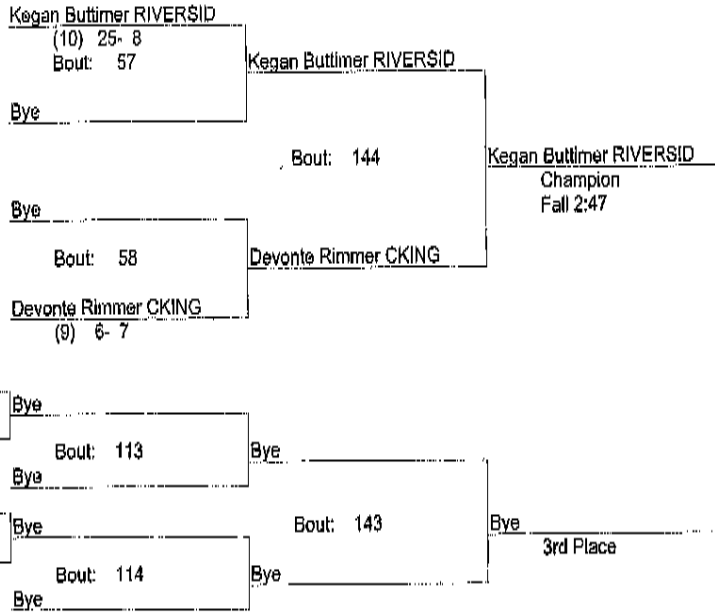 Kegan Buttimer RIVERSID
(10) 25- 8
Bout: 57
Kegan Buttimer RIVERSID
Bye
Bout: 144
Kegan Buttimer RIVERSID
Champion
Fall 2:47
Bye
Bout: 58
Devonte Rimmer CKING
Devonte Rimmer CKING
(9) 6- 7
Bye
Bout: 113
Bye
Bye
Bye
Bout: 143
Bye
3rd Place
Bout: 114
Bye
Bye